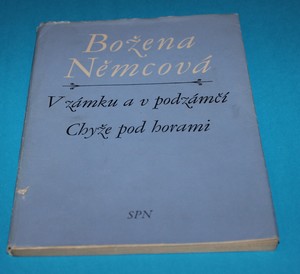 Božena
Němcová
V zámku a v podzámčí
Chyže pod horami
SPN